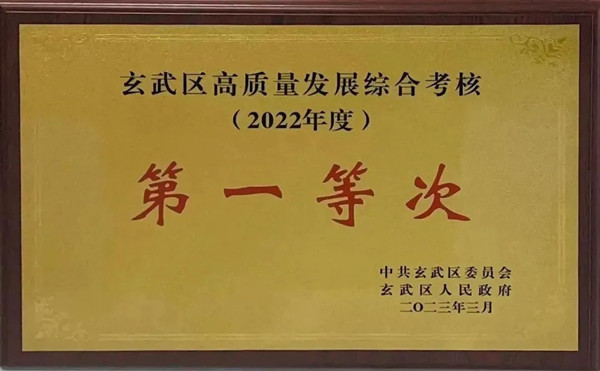 玄武区高质量发展综合考核
（2022年度）
第一等次
中共玄武区委员会
玄武区人民政府
二〇二三年三月